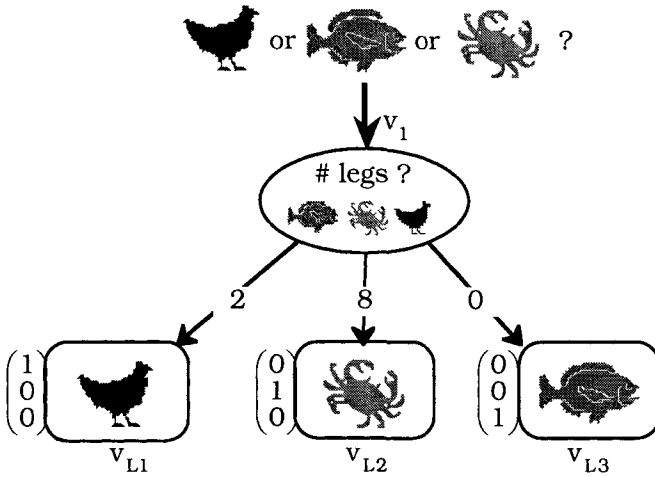 or or ?
v1
# legs ?
2 8 0
(1 0 0) (0 1 0) (0 0 1)
vL1 vL2 vL3